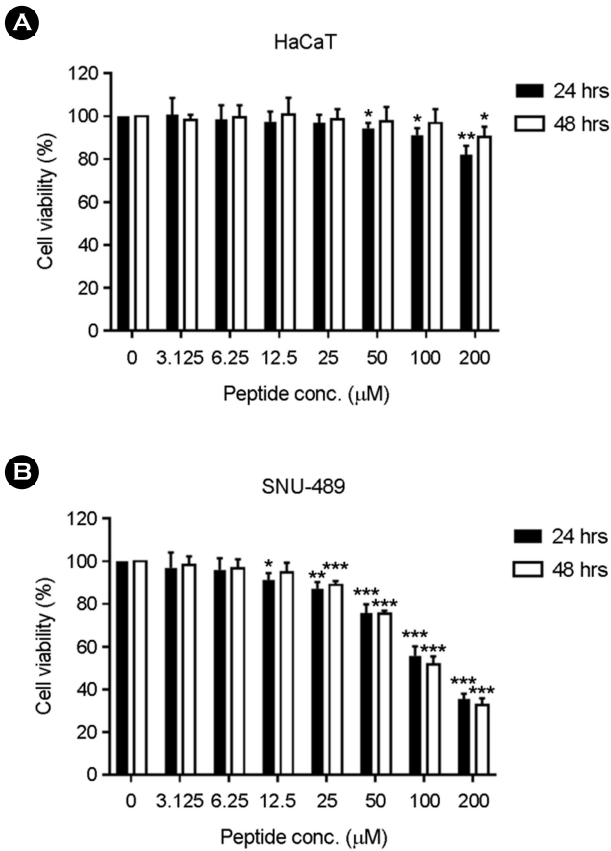 A
HaCaT
24 hrs
48 hrs
Cell viability (%)
120
100
80
60
40
20
0
* * ** *
0 3.125 6.25 12.5 25 50 100 200
Peptide conc. (μM)
B
SNU-489
24 hrs
48 hrs
Cell viability (%)
120
100
80
60
40
20
0
* ** *** *** *** *** *** *** ***
0 3.125 6.25 12.5 25 50 100 200
Peptide conc. (μM)